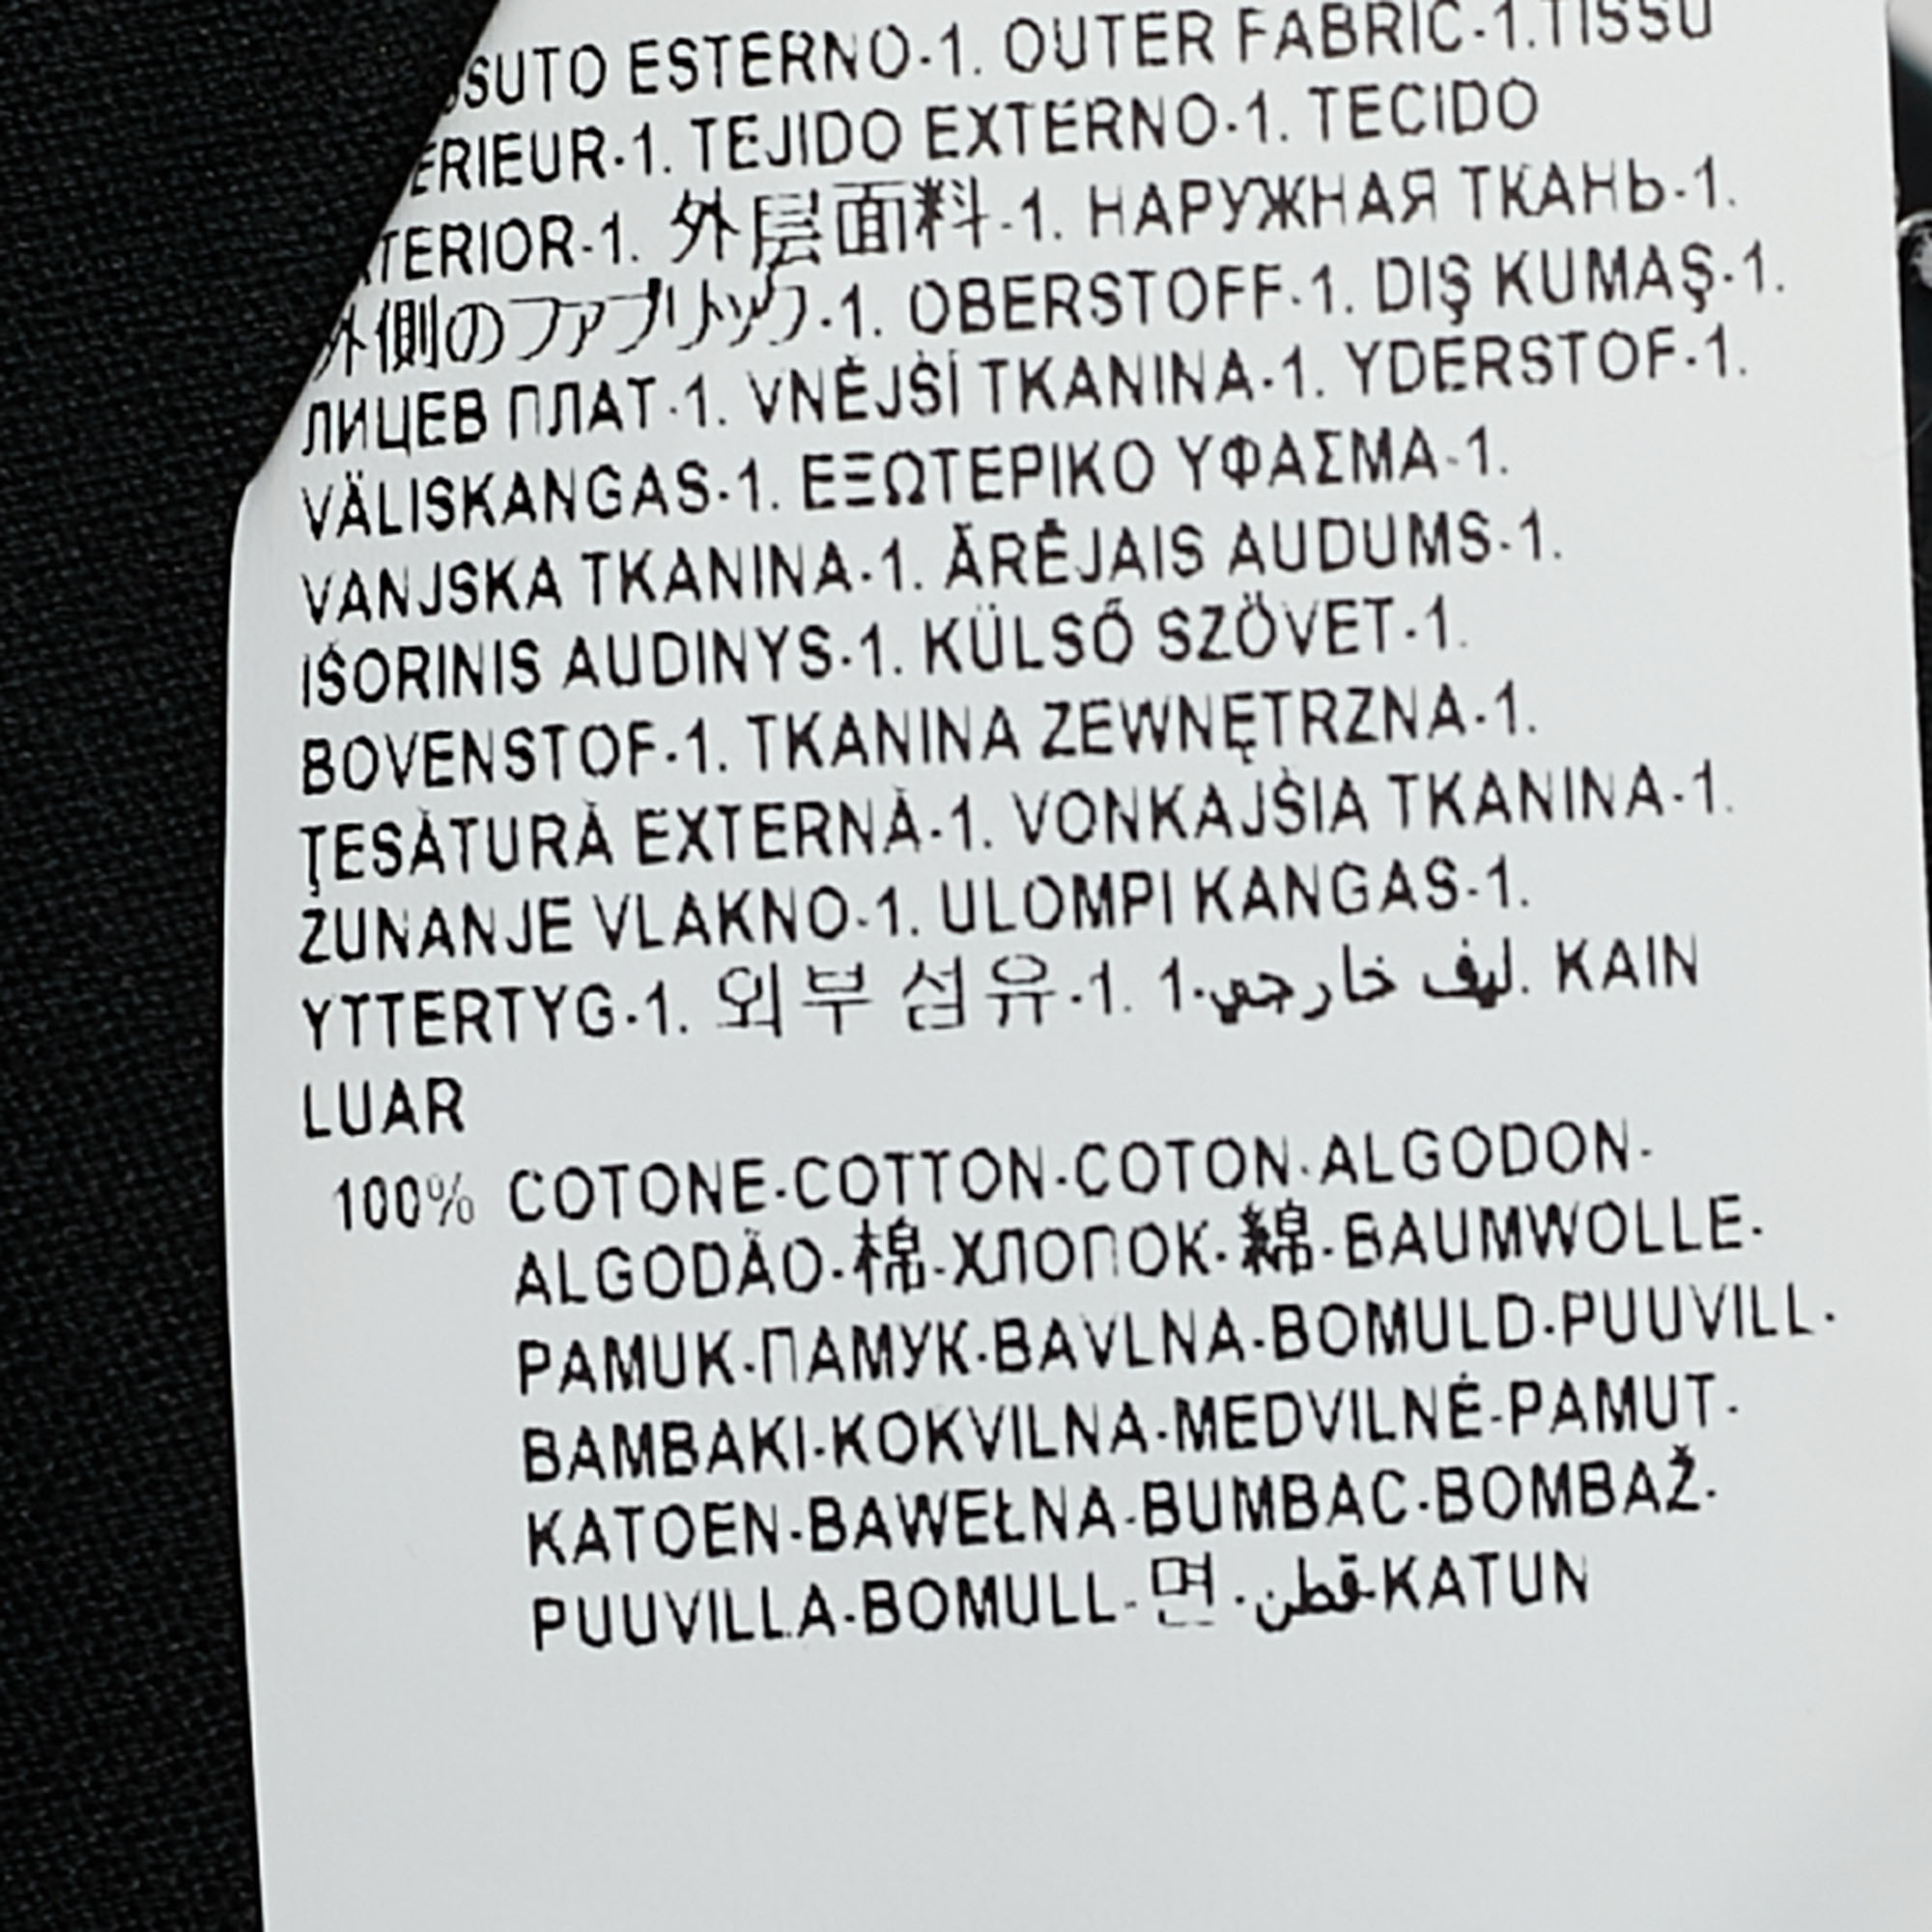 SSUTO ESTERNO-1. OUTER FABRIC-1.TISSU
ERIEUR-1. TEJIDO EXTERNO-1. TECIDO
TERIOR-1. 外层面料-1. НАРУЖНАЯ ТКАНЬ-1.
外側のファブリック-1. OBERSTOFF-1. DIŞ KUMAŞ-1.
ЛИЦЕВ ПЛАТ-1. VNĖJŠÍ TKANINA-1. YDERSTOF-1.
VÄLISKANGAS-1. ΕΞΩΤΕΡΙΚΟ ΥΦΑΣΜΑ-1.
VANJSKA TKANINA-1. ĀRĒJAIS AUDUMS-1.
IŠORINIS AUDINYS-1. KÜLSŐ SZÖVET-1.
BOVENSTOF-1. TKANINA ZEWNĘTRZNA-1.
ŢESĂTURĂ EXTERNĂ-1. VONKAJŠIA TKANINA-1.
ZUNANJE VLAKNO-1. ULOMPI KANGAS-1.
YTTERTYG-1. 외부 섬유-1. ليف خارجي-1. KAIN
LUAR
100% COTONE-COTTON-COTON-ALGODON-
ALGODÃO-棉-ХЛОПОК-綿-BAUMWOLLE-
PAMUK-ПАМУК-BAVLNA-BOMULD-PUUVILL-
BAMBAKI-KOKVILNA-MEDVILNĖ-PAMUT-
KATOEN-BAWEŁNA-BUMBAC-BOMBAŽ-
PUUVILLA-BOMULL-면-قطن-KATUN